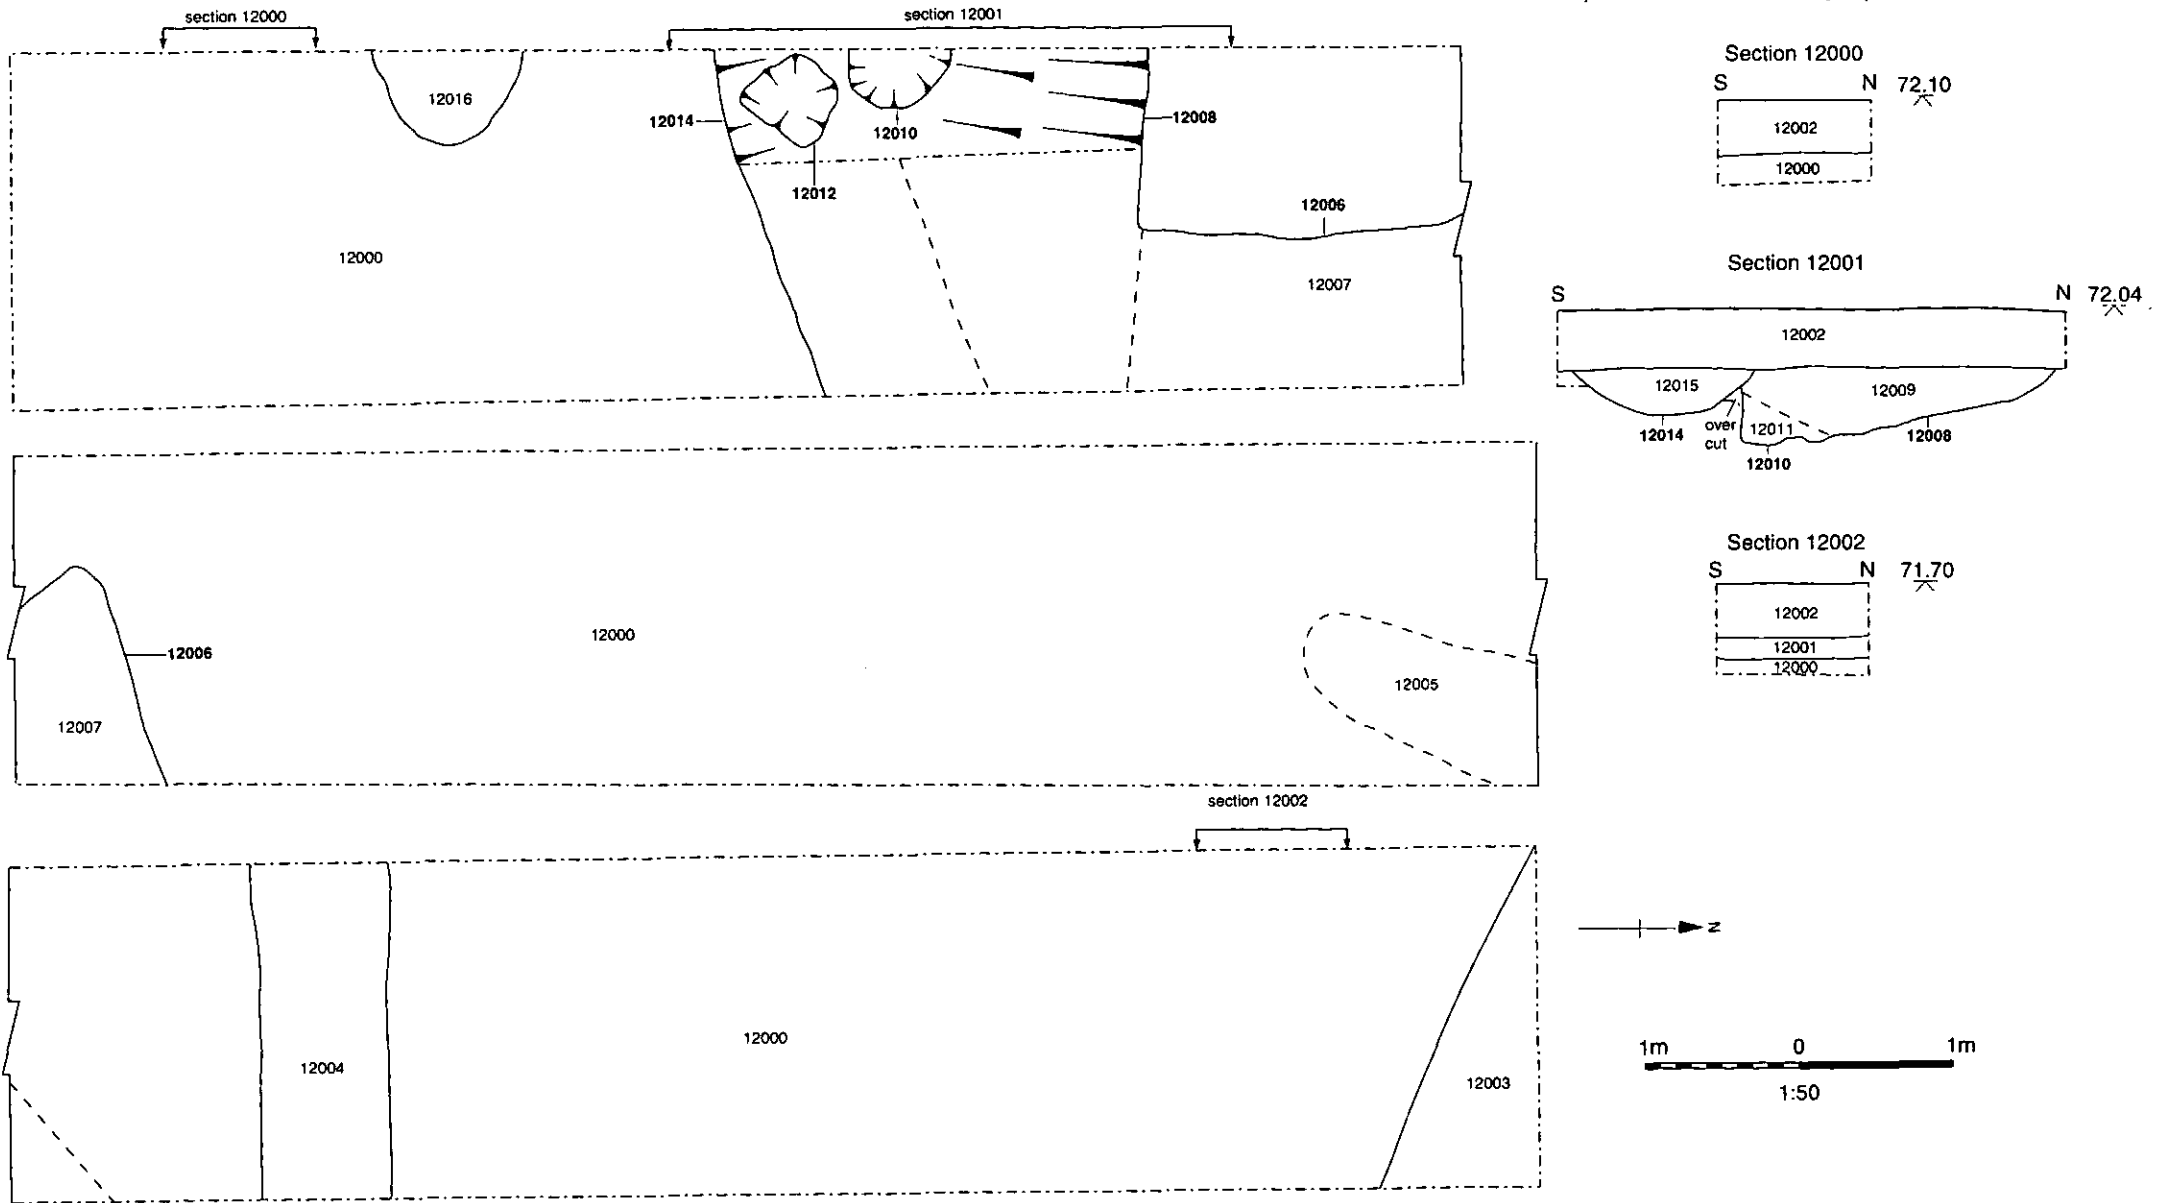 section 12000
section 12001
12016
12014
12010
12008
12012
12006
12000
12007
12000
12006
12005
12007
section 12002
12000
12004
12003
Section 12000
S N 72.10
12002
12000
Section 12001
S N 72.04
12002
12015
12009
over
cut
12011
12014
12008
12010
Section 12002
S N 71.70
12002
12001
12000
N
1m 0 1m
1:50